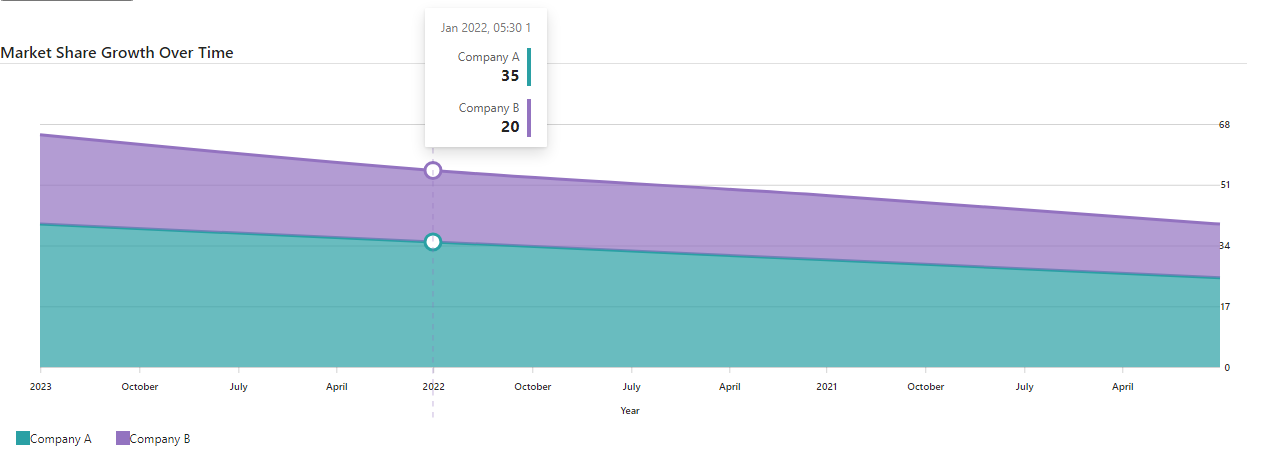 Jan 2022, 05:30 1
Company A
35
Company B
20
Market Share Growth Over Time
68
51
34
17
0
2023 October July April 2022 October July April 2021 October July April
Year
Company A Company B